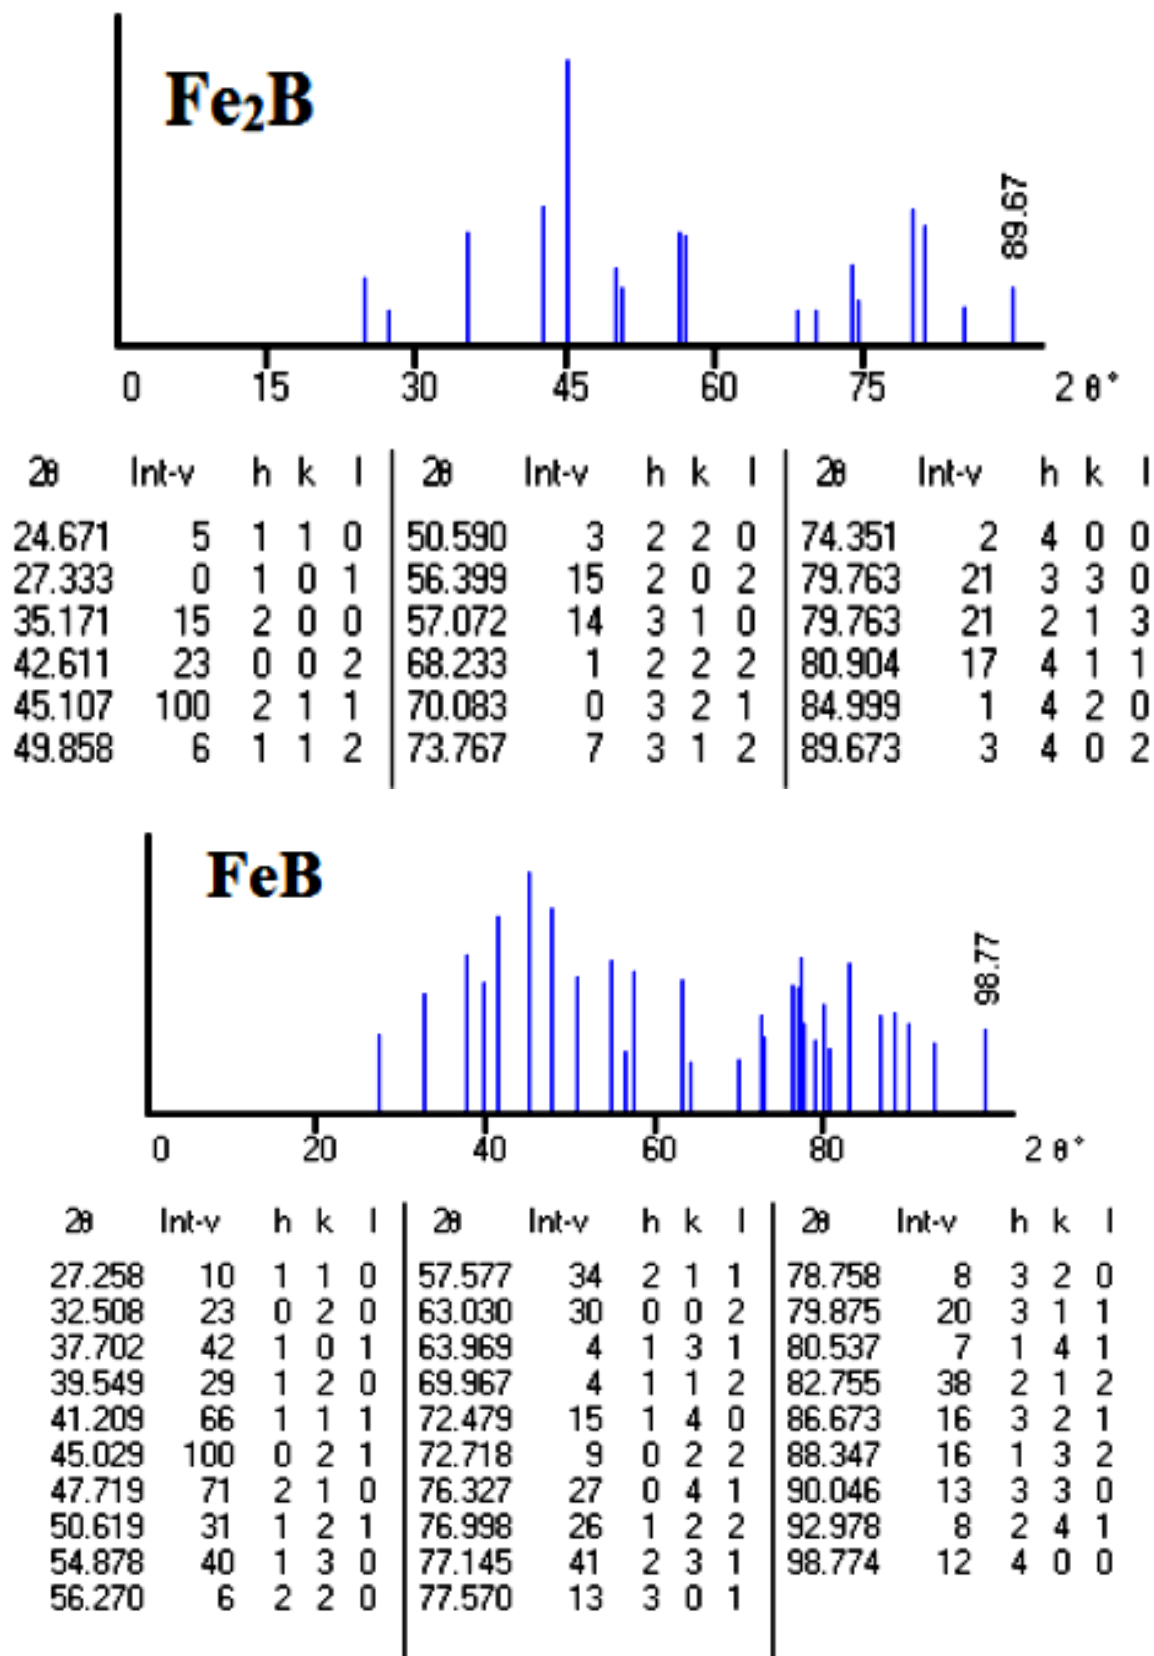 Fe₂B
89.67
0 15 30 45 60 75 2 θ°
2θ Int-v h k l 2θ Int-v h k l 2θ Int-v h k l
24.671 5 1 1 0 50.590 3 2 2 0 74.351 2 4 0 0
27.333 0 1 0 1 56.399 15 2 0 2 79.763 21 3 3 0
35.171 15 2 0 0 57.072 14 3 1 0 79.763 21 2 1 3
42.611 23 0 0 2 68.233 1 2 2 2 80.904 17 4 1 1
45.107 100 2 1 1 70.083 0 3 2 1 84.999 1 4 2 0
49.858 6 1 1 2 73.767 7 3 1 2 89.673 3 4 0 2
FeB
98.77
0 20 40 60 80 2 θ°
2θ Int-v h k l 2θ Int-v h k l 2θ Int-v h k l
27.258 10 1 1 0 57.577 34 2 1 1 78.758 8 3 2 0
32.508 23 0 2 0 63.030 30 0 0 2 79.875 20 3 1 1
37.702 42 1 0 1 63.969 4 1 3 1 80.537 7 1 4 1
39.549 29 1 2 0 69.967 4 1 1 2 82.755 38 2 1 2
41.209 66 1 1 1 72.479 15 1 4 0 86.673 16 3 2 1
45.029 100 0 2 1 72.718 9 0 2 2 88.347 16 1 3 2
47.719 71 2 1 0 76.327 27 0 4 1 90.046 13 3 3 0
50.619 31 1 2 1 76.998 26 1 2 2 92.978 8 2 4 1
54.878 40 1 3 0 77.145 41 2 3 1 98.774 12 4 0 0
56.270 6 2 2 0 77.570 13 3 0 1